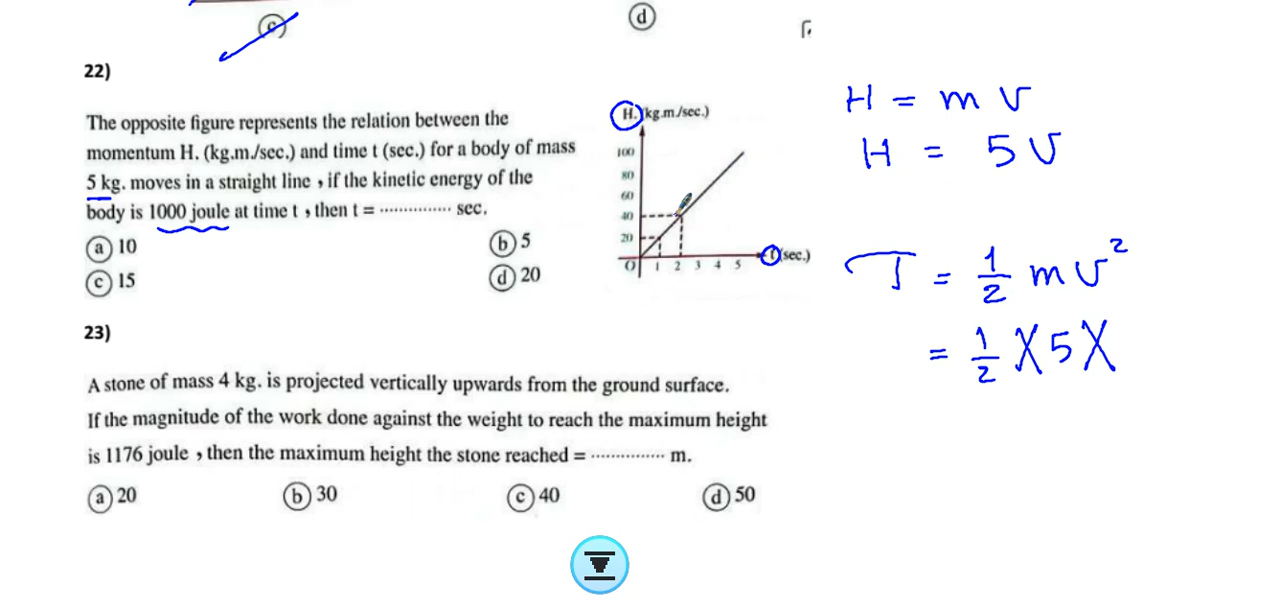 c
d
22)
The opposite figure represents the relation between the
momentum H. (kg.m/sec.) and time t (sec.) for a body of mass
5 kg. moves in a straight line , if the kinetic energy of the
body is 1000 joule at time t , then t = ............... sec.
a 10
b 5
c 15
d 20
H. (kg.m/sec.)
100
80
60
40
20
O 1 2 3 4 5 t (sec.)
23)
A stone of mass 4 kg. is projected vertically upwards from the ground surface.
If the magnitude of the work done against the weight to reach the maximum height
is 1176 joule , then the maximum height the stone reached = ............... m.
a 20
b 30
c 40
d 50
H = m v
H = 5 v
T = 1/2 m v²
= 1/2 X 5 X